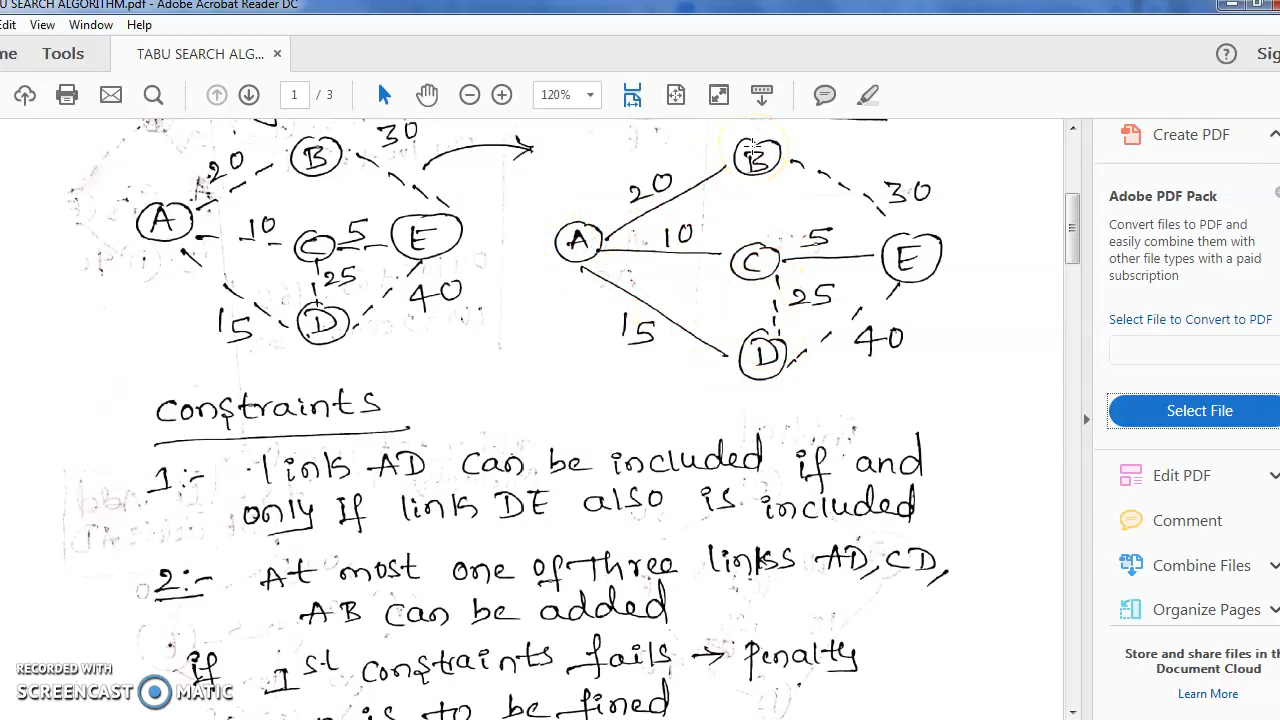 BU SEARCH ALGORITHM.pdf - Adobe Acrobat Reader DC
Edit View Window Help
me Tools TABU SEARCH ALG... ×
1 / 3 120%
Create PDF
Adobe PDF Pack
Convert files to PDF and
easily combine them with
other file types with a paid
subscription
Select File to Convert to PDF
Select File
Edit PDF
Comment
Combine Files
Organize Pages
Store and share files in the
Document Cloud
Learn More
20 B 30
A 10 C 5 E
25
15 D 40
20 B 30
A 10 C 5 E
25
15 D 40
Constraints
1:- links AD can be included if and
only If links DE also is included
2:- At most one of Three linkss AD, CD,
AB can be added
if 1st constraints fails → penalty
is to be fined
RECORDED WITH
SCREENCAST MATIC